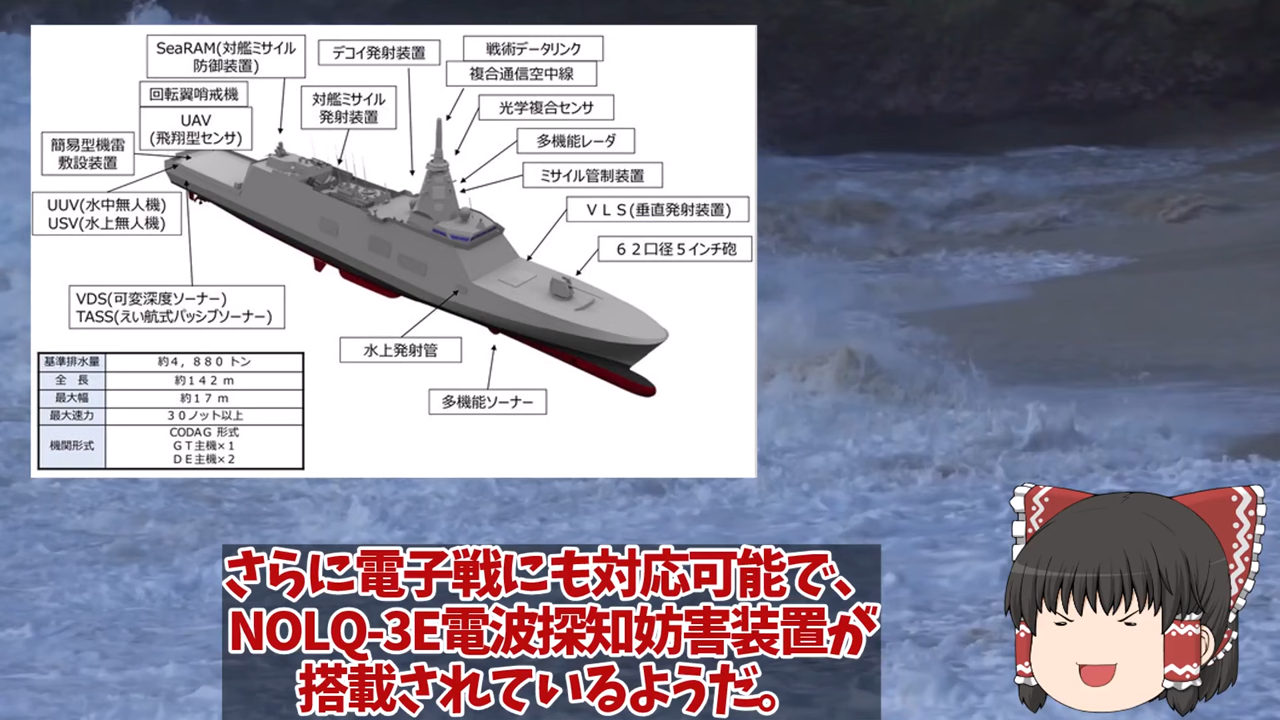 SeaRAM(対艦ミサイル
防御装置)
デコイ発射装置
戦術データリンク
複合通信空中線
回転翼哨戒機
対艦ミサイル
発射装置
光学複合センサ
UAV
(飛翔型センサ)
多機能レーダ
簡易型機雷
敷設装置
ミサイル管制装置
UUV(水中無人機)
USV(水上無人機)
ＶＬＳ(垂直発射装置)
６２口径５インチ砲
VDS(可変深度ソーナー)
TASS(えい航式パッシブソーナー)
水上発射管
多機能ソーナー
基準排水量 約４，８８０ トン
全　長 約１４２ｍ
最大幅 約１７ｍ
最大速力 ３０ノット以上
機関形式 CODAG 形式
ＧＴ主機×１
ＤＥ主機×２
さらに電子戦にも対応可能で、
NOLQ-3E電波探知妨害装置が
搭載されているようだ。